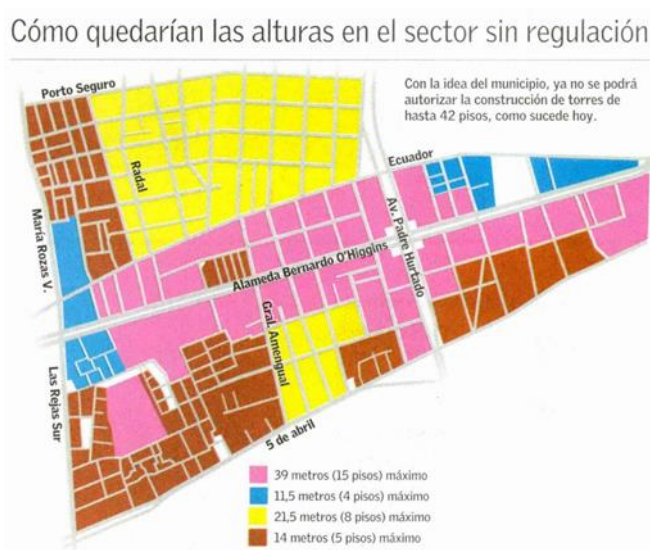 Cómo quedarían las alturas en el sector sin regulación
Porto Seguro
Con la idea del municipio, ya no se podrá
autorizar la construcción de torres de
hasta 42 pisos, como sucede hoy.
Ecuador
Radal
María Rozas V.
Av. Padre Hurtado
Alameda Bernardo O'Higgins
Gral. Amengual
Las Rejas Sur
5 de abril
39 metros (15 pisos) máximo
11,5 metros (4 pisos) máximo
21,5 metros (8 pisos) máximo
14 metros (5 pisos) máximo